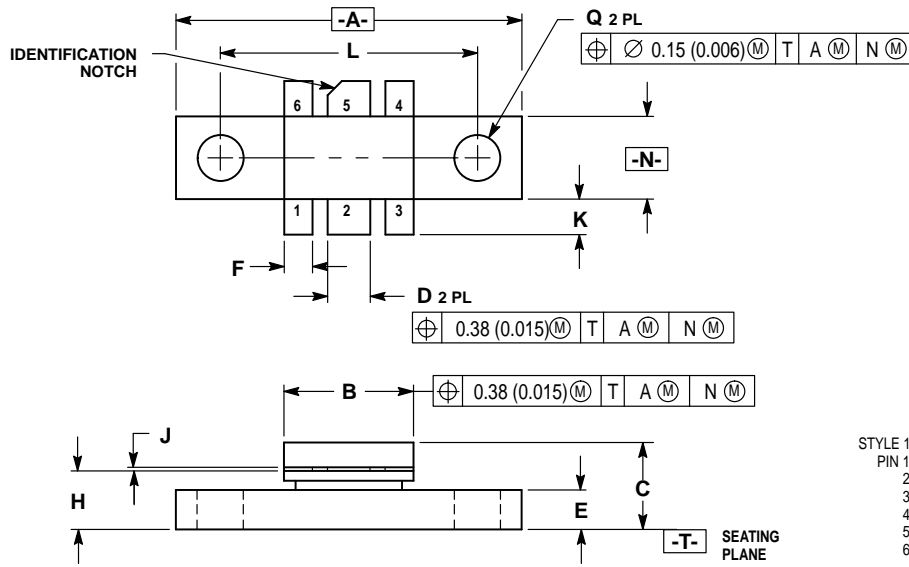 -A-
Q 2 PL
L
⌖ Ø 0.15 (0.006) Ⓜ T A Ⓜ N Ⓜ
IDENTIFICATION
NOTCH
6 5 4
-N-
1 2 3
K
F
D 2 PL
⌖ 0.38 (0.015) Ⓜ T A Ⓜ N Ⓜ
B
⌖ 0.38 (0.015) Ⓜ T A Ⓜ N Ⓜ
J
STYLE 1
PIN 1
2
3
4
5
6
H
E
C
-T- SEATING
PLANE